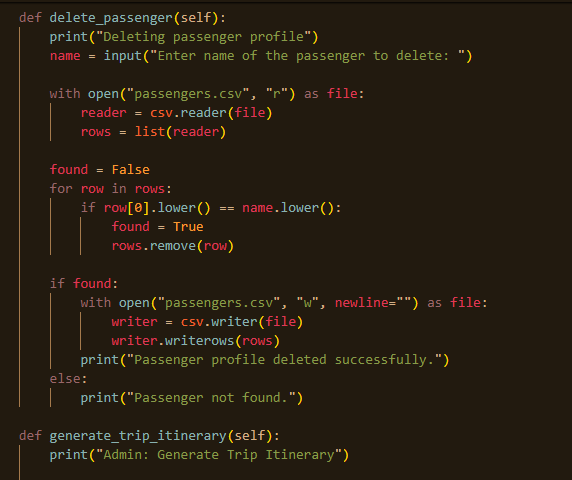 def delete_passenger(self):
    print("Deleting passenger profile")
    name = input("Enter name of the passenger to delete: ")
    with open("passengers.csv", "r") as file:
        reader = csv.reader(file)
        rows = list(reader)
    found = False
    for row in rows:
        if row[0].lower() == name.lower():
            found = True
            rows.remove(row)
    if found:
        with open("passengers.csv", "w", newline="") as file:
            writer = csv.writer(file)
            writer.writerows(rows)
        print("Passenger profile deleted successfully.")
    else:
        print("Passenger not found.")
def generate_trip_itinerary(self):
    print("Admin: Generate Trip Itinerary")